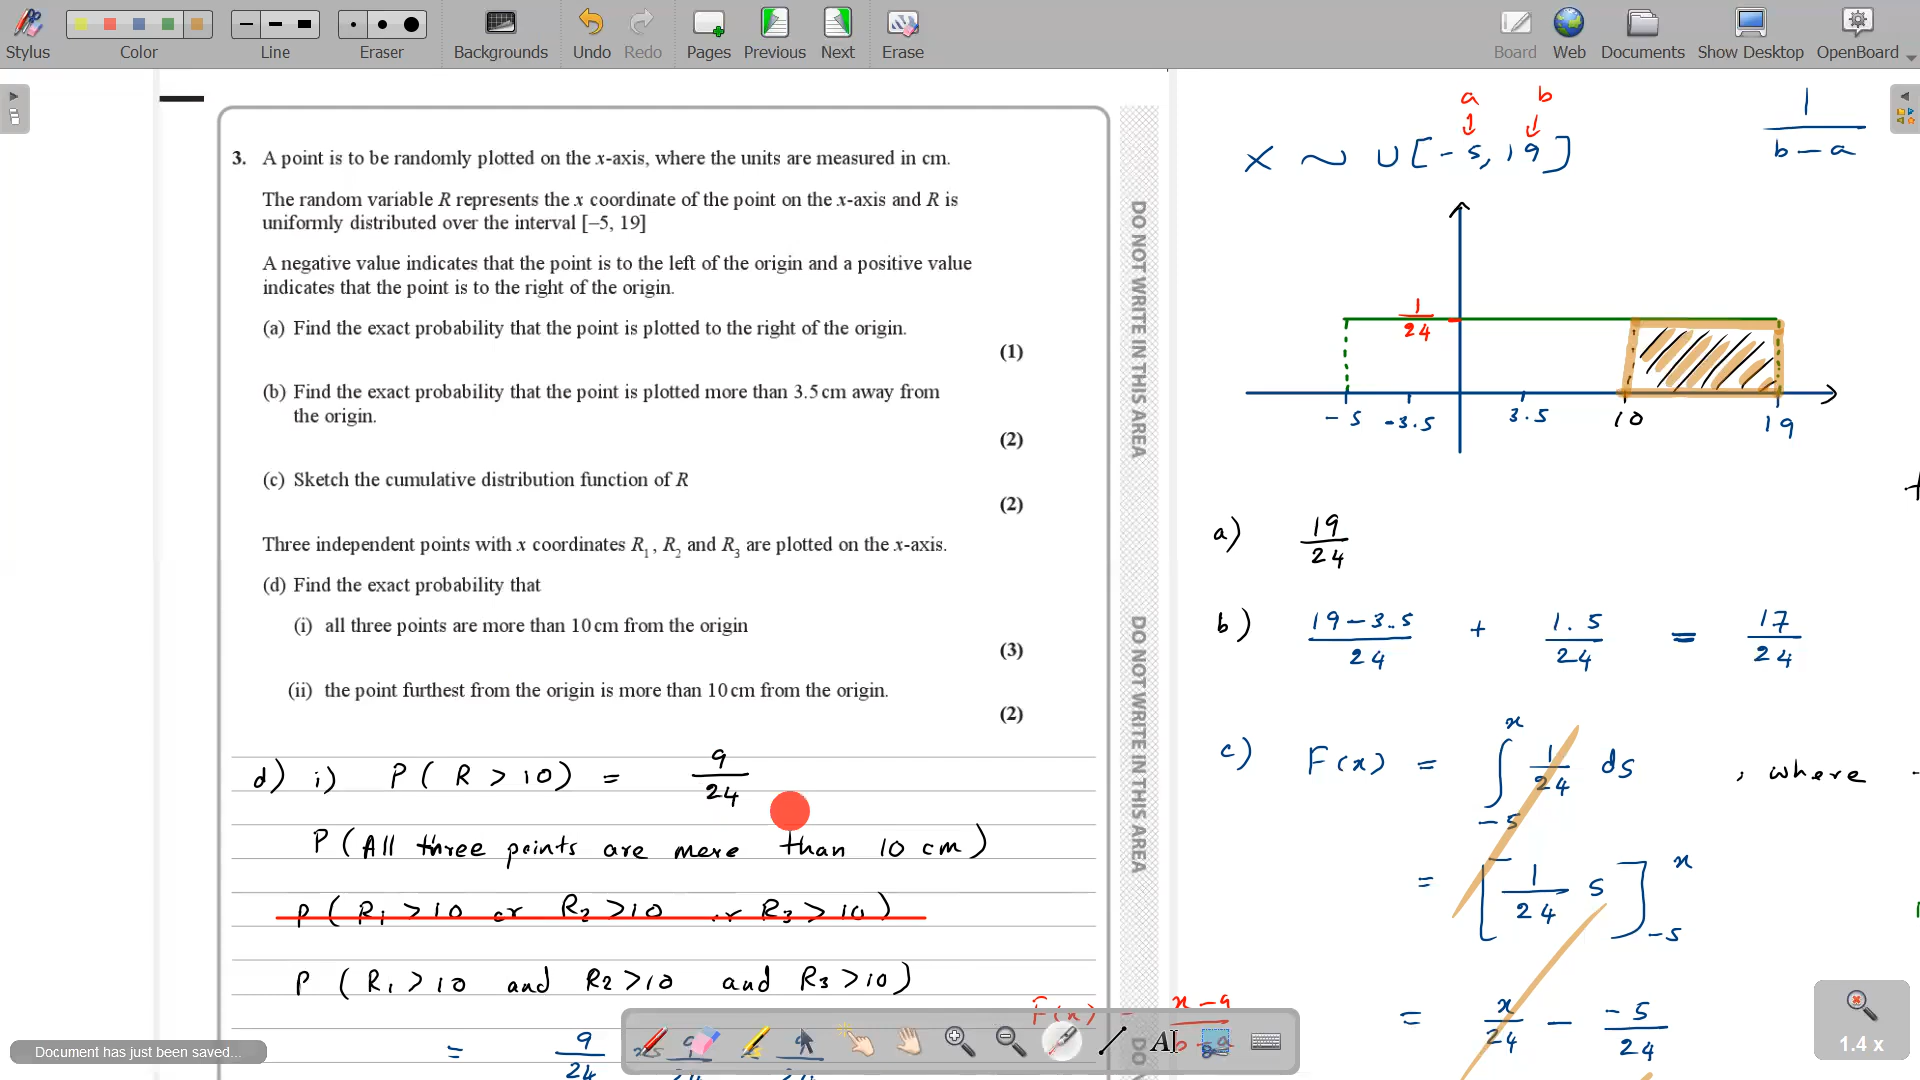 Stylus Color Line Eraser Backgrounds Undo Redo Pages Previous Next Erase Board Web Documents Show Desktop OpenBoard
3. A point is to be randomly plotted on the x-axis, where the units are measured in cm.
The random variable R represents the x coordinate of the point on the x-axis and R is
uniformly distributed over the interval [–5, 19]
A negative value indicates that the point is to the left of the origin and a positive value
indicates that the point is to the right of the origin.
(a) Find the exact probability that the point is plotted to the right of the origin.
(1)
(b) Find the exact probability that the point is plotted more than 3.5 cm away from
the origin.
(2)
(c) Sketch the cumulative distribution function of R
(2)
Three independent points with x coordinates R1, R2 and R3 are plotted on the x-axis.
(d) Find the exact probability that
(i) all three points are more than 10 cm from the origin
(3)
(ii) the point furthest from the origin is more than 10 cm from the origin.
(2)
d) i) P( R > 10) = 9/24
P (All three points are more than 10 cm)
P ( R1 > 10 or R2 > 10 or R3 > 10)
P ( R1 > 10 and R2 > 10 and R3 > 10)
= 9/24
DO NOT WRITE IN THIS AREA
DO NOT WRITE IN THIS AREA
DO
a b
X ~ U [ -5, 19 ]
1/(b-a)
1/24
-5 -3.5 3.5 10 19
a) 19/24
b) (19-3.5)/24 + 1.5/24 = 17/24
c) F(x) = ∫ -5 x 1/24 ds , where
= [ 1/24 s ] x -5
= x/24 - -5/24
F(x)
x-a
Document has just been saved...
1.4 x